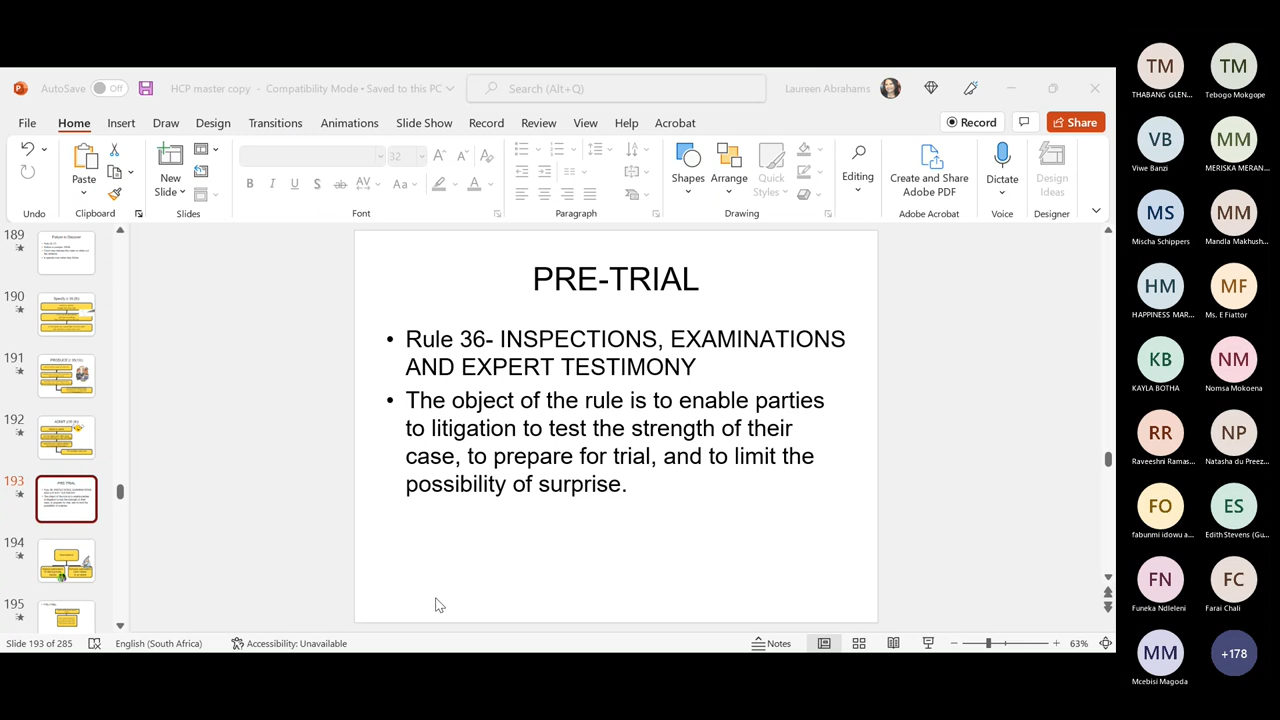 AutoSave Off HCP master copy - Compatibility Mode • Saved to this PC Search (Alt+Q) Laureen Abrahams
File Home Insert Draw Design Transitions Animations Slide Show Record Review View Help Acrobat Record Share
Paste New Slide 32 B I U S ab AV Aa A Shapes Arrange Quick Styles Editing Create and Share Adobe PDF Dictate Design Ideas
Undo Clipboard Slides Font Paragraph Drawing Adobe Acrobat Voice Designer
189
190
191
192
193
194
195
PRE-TRIAL
• Rule 36- INSPECTIONS, EXAMINATIONS
AND EXPERT TESTIMONY
• The object of the rule is to enable parties
to litigation to test the strength of their
case, to prepare for trial, and to limit the
possibility of surprise.
Slide 193 of 285 English (South Africa) Accessibility: Unavailable Notes 63%
TM TM
THABANG GLEN... Tebogo Mokgope
VB MM
Viwe Banzi MERISKA MERAN...
MS MM
Mischa Schippers Mandla Makhush...
HM MF
HAPPINESS MAR... Ms. E Fiattor
KB NM
KAYLA BOTHA Nomsa Mokoena
RR NP
Raveeshni Ramas... Natasha du Preez...
FO ES
fabunmi idowu a... Edith Stevens (Gu...
FN FC
Funeka Ndleleni Farai Chali
MM +178
Mcebisi Magoda